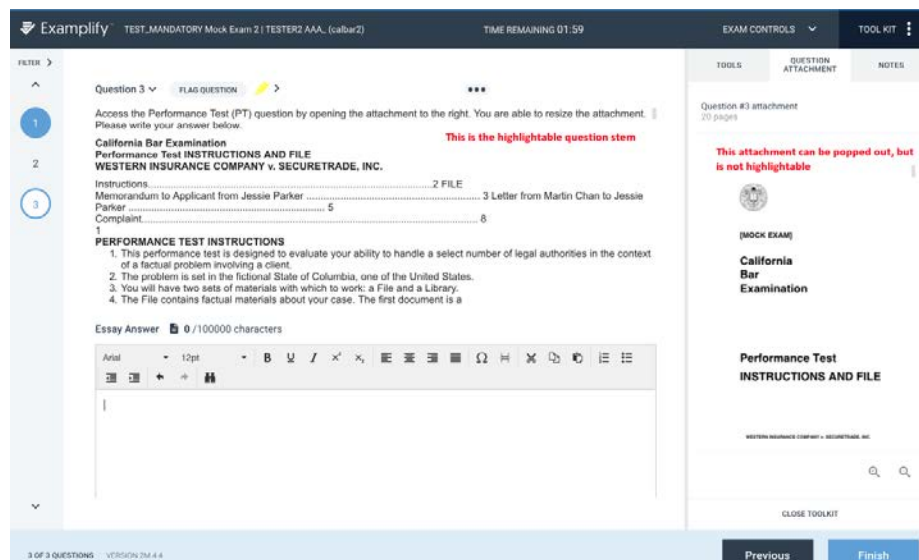 Examplify
TEST_MANDATORY Mock Exam 2 | TESTER2 AAA_ (calbar2)
TIME REMAINING 01:59
EXAM CONTROLS
TOOL KIT
FILTER
1
2
3
Question 3
FLAG QUESTION
Access the Performance Test (PT) question by opening the attachment to the right. You are able to resize the attachment.
Please write your answer below.
This is the highlightable question stem
California Bar Examination
Performance Test INSTRUCTIONS AND FILE
WESTERN INSURANCE COMPANY v. SECURETRADE, INC.
Instructions..........................................................................................2 FILE
Memorandum to Applicant from Jessie Parker ...................................................... 3 Letter from Martin Chan to Jessie
Parker ............................................................... 5
Complaint........................................................................................................ 8
1
PERFORMANCE TEST INSTRUCTIONS
1. This performance test is designed to evaluate your ability to handle a select number of legal authorities in the context
of a factual problem involving a client.
2. The problem is set in the fictional State of Columbia, one of the United States.
3. You will have two sets of materials with which to work: a File and a Library.
4. The File contains factual materials about your case. The first document is a
Essay Answer 0 /100000 characters
Arial 12pt B U I x² x₂ Ω
TOOLS
QUESTION ATTACHMENT
NOTES
Question #3 attachment
20 pages
This attachment can be popped out, but
is not highlightable
[MOCK EXAM]
California
Bar
Examination
Performance Test
INSTRUCTIONS AND FILE
WESTERN INSURANCE COMPANY v. SECURETRADE, INC.
CLOSE TOOLKIT
3 OF 3 QUESTIONS VERSION 2M.4.4
Previous
Finish